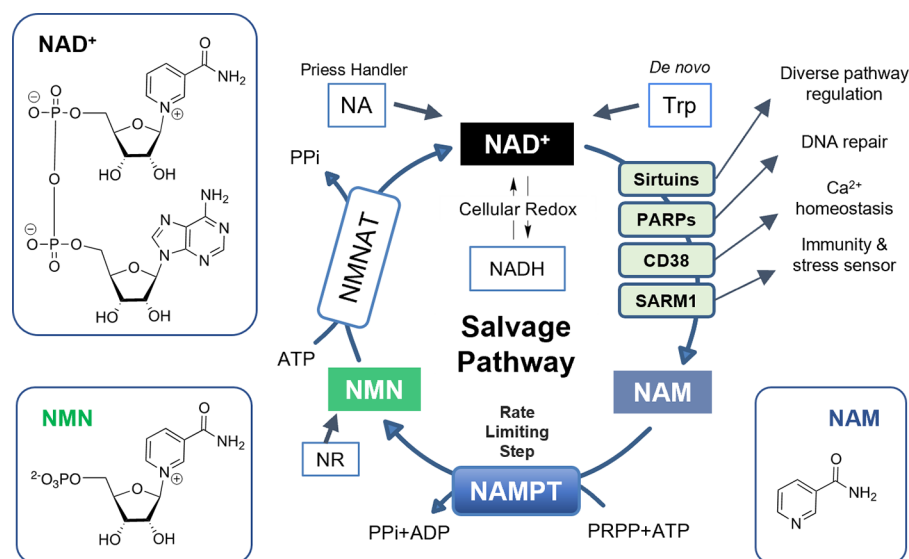 NAD⁺
O
NH₂
N
⊕
O
O
P
O
⊖
O
O
HO
OH
O
NH₂
N
N
N
N
O
P
O
⊖
O
O
HO
OH
Priess Handler
NA
De novo
Trp
NAD⁺
PPi
NMNAT
ATP
Cellular Redox
NADH
Sirtuins
PARPs
CD38
SARM1
Diverse pathway
regulation
DNA repair
Ca²⁺
homeostasis
Immunity &
stress sensor
Salvage
Pathway
NMN
NR
NAM
Rate
Limiting
Step
NAMPT
PPi+ADP
PRPP+ATP
NMN
O
NH₂
N
⊕
²⁻O₃PO
O
HO
OH
NAM
O
NH₂
N